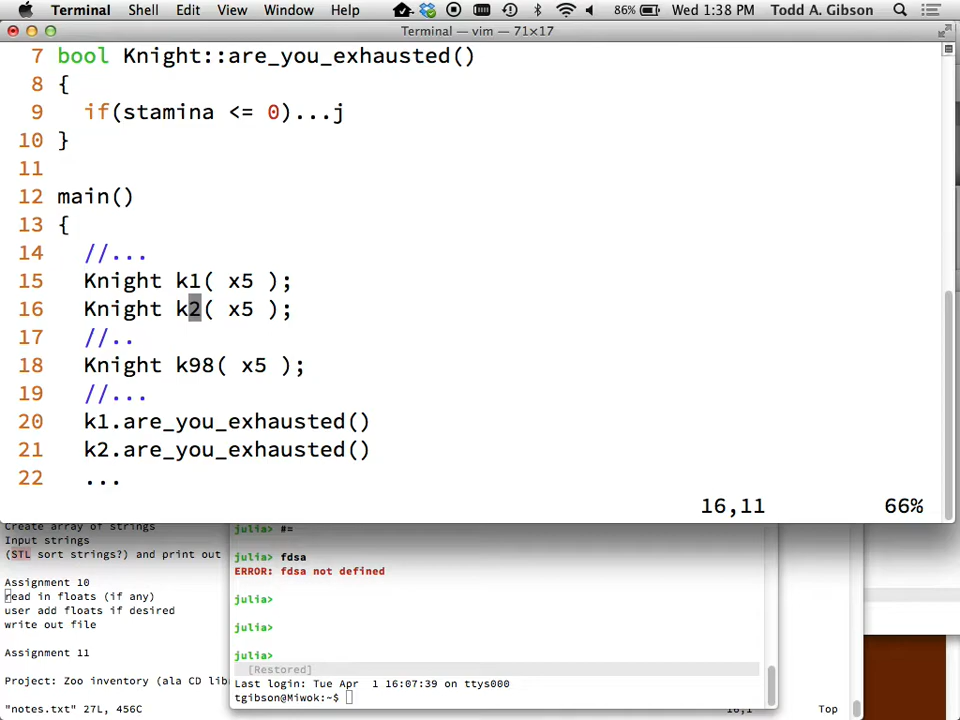 Terminal Shell Edit View Window Help 86% Wed 1:38 PM Todd A. Gibson
Terminal — vim — 71×17
7 bool Knight::are_you_exhausted()
8 {
9 if(stamina <= 0)...j
10 }
11
12 main()
13 {
14 //...
15 Knight k1( x5 );
16 Knight k2( x5 );
17 //..
18 Knight k98( x5 );
19 //...
20 k1.are_you_exhausted()
21 k2.are_you_exhausted()
22 ...
16,11 66%
Create array of strings
Input strings
(STL sort strings?) and print out
Assignment 10
read in floats (if any)
user add floats if desired
write out file
Assignment 11
Project: Zoo inventory (ala CD lib
"notes.txt" 27L, 456C
julia> #=
julia> fdsa
ERROR: fdsa not defined
julia>
julia>
julia>
[Restored]
Last login: Tue Apr 1 16:07:39 on ttys000
tgibson@Miwok:~$
16,1 Top